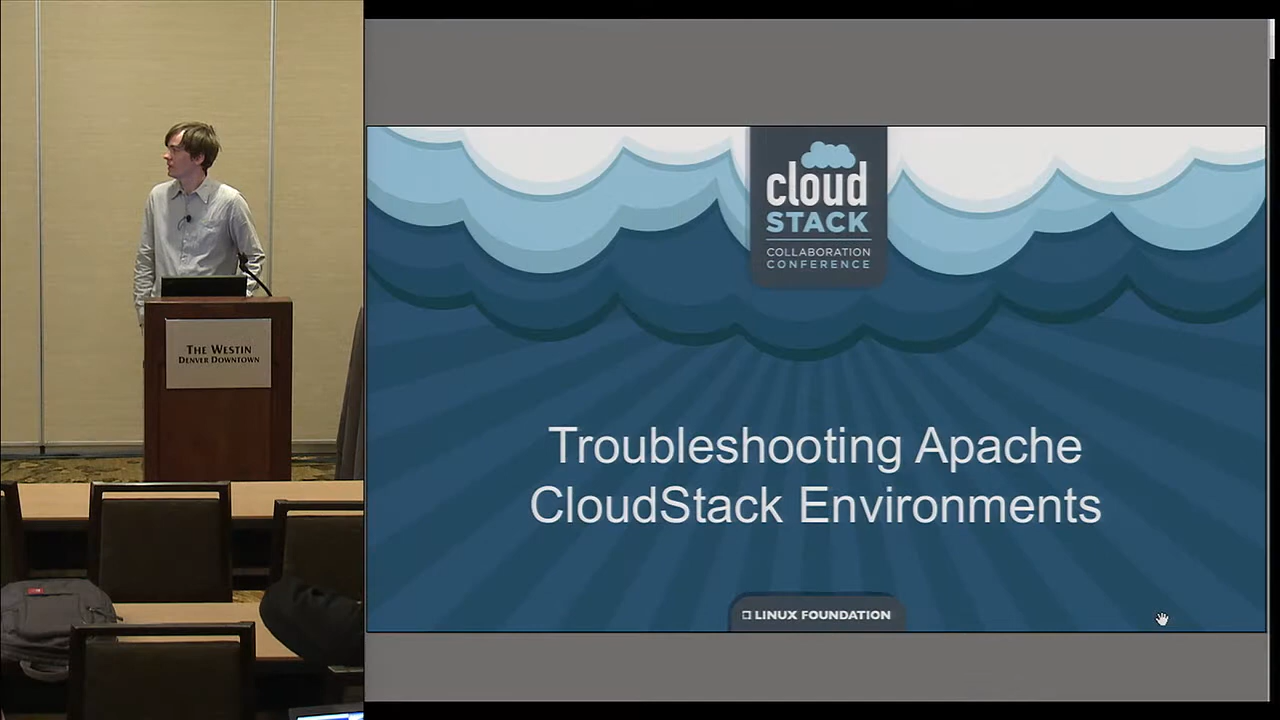 THE WESTIN
DENVER DOWNTOWN
cloud
STACK
COLLABORATION
CONFERENCE
Troubleshooting Apache
CloudStack Environments
LINUX FOUNDATION